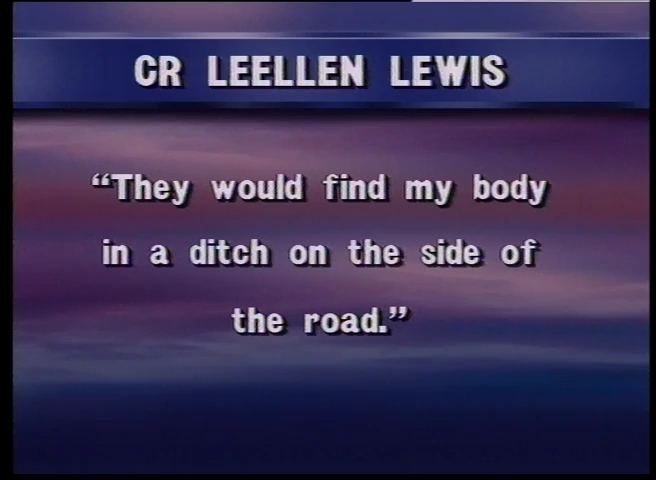 CR LEELLEN LEWIS
“They would find my body
in a ditch on the side of
the road.”